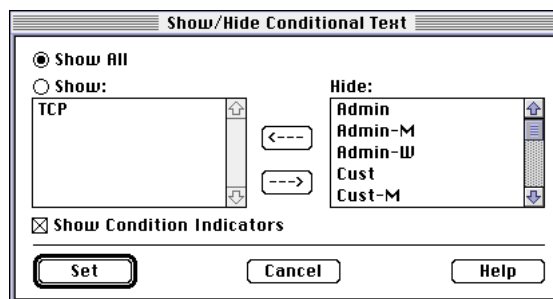 Show/Hide Conditional Text
Show All
Show:
Hide:
TCP
<---
--->
Admin
Admin-M
Admin-W
Cust
Cust-M
Show Condition Indicators
Set
Cancel
Help